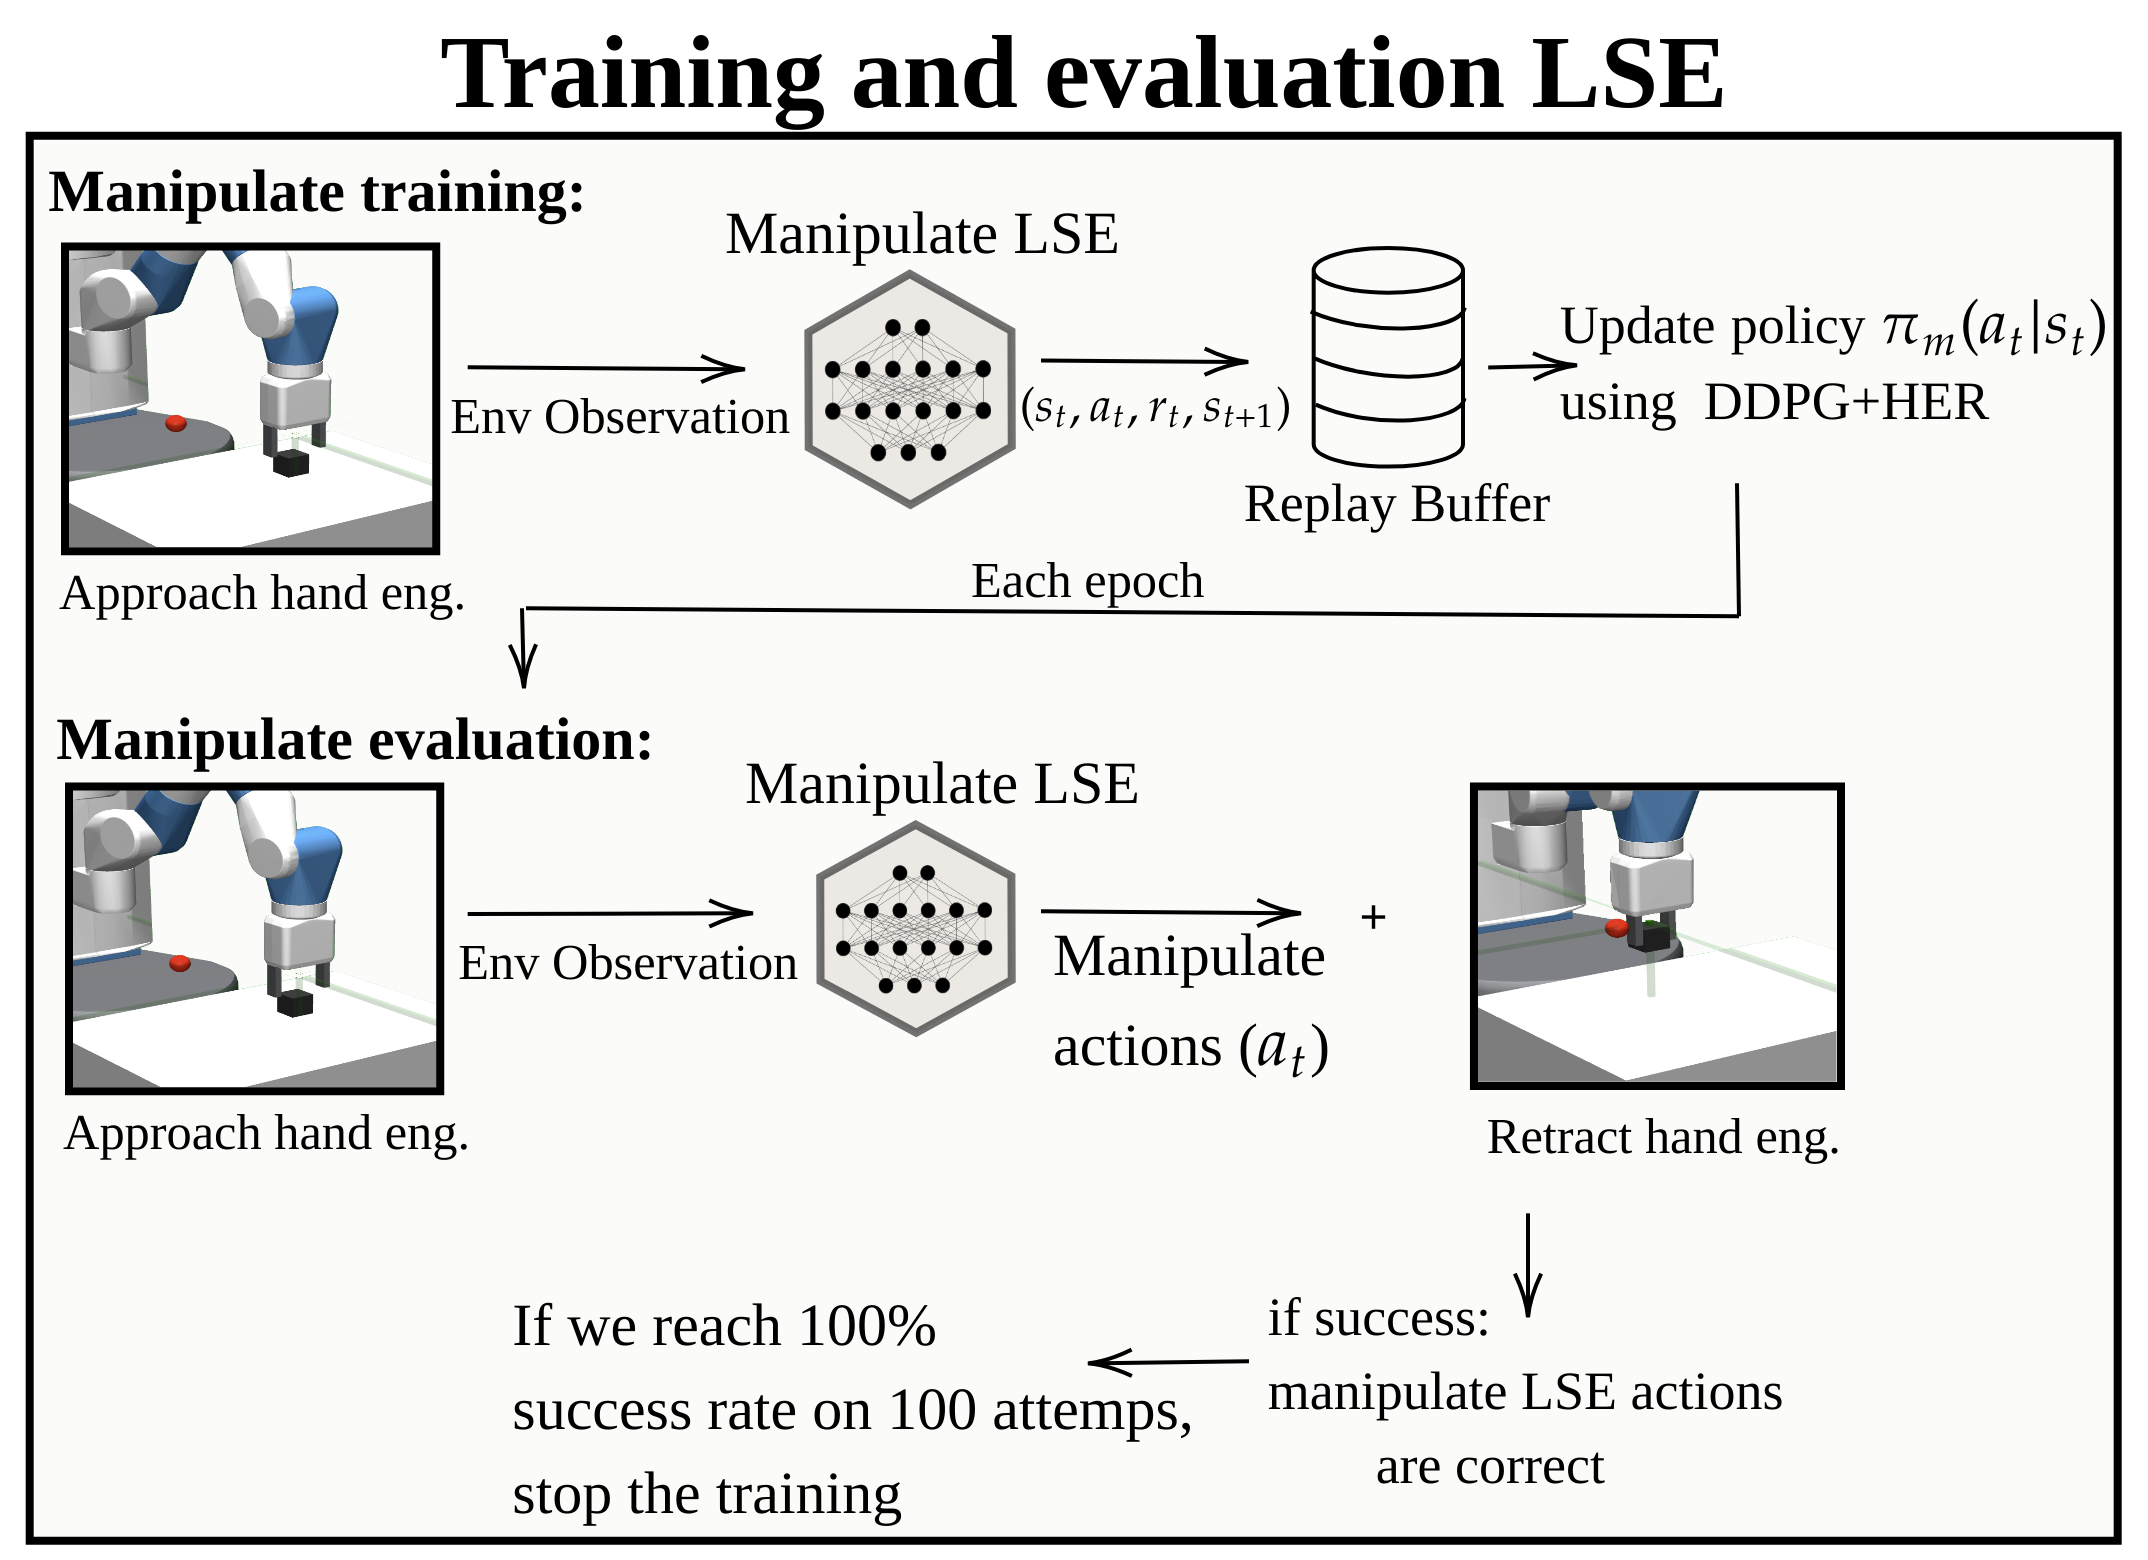 Training and evaluation LSE
Manipulate training:
Manipulate LSE
Env Observation
(s_t, a_t, r_t, s_{t+1})
Replay Buffer
Update policy π_m(a_t|s_t)
using DDPG+HER
Approach hand eng.
Each epoch
Manipulate evaluation:
Manipulate LSE
Env Observation
Manipulate
actions (a_t)
+
Approach hand eng.
Retract hand eng.
if success:
manipulate LSE actions
are correct
If we reach 100%
success rate on 100 attemps,
stop the training